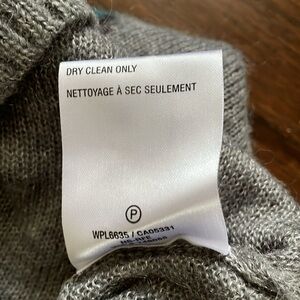 DRY CLEAN ONLY
NETTOYAGE À SEC SEULEMENT
P
WPL6635 / CA05331